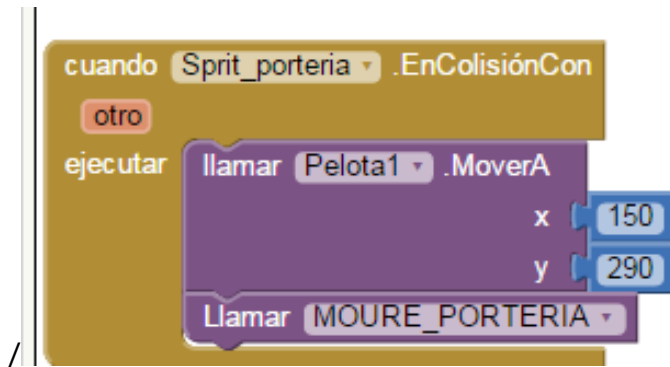 cuando Sprit_porteria .EnColisiónCon
otro
ejecutar llamar Pelota1 .MoverA
x 150
y 290
Llamar MOURE_PORTERIA
/